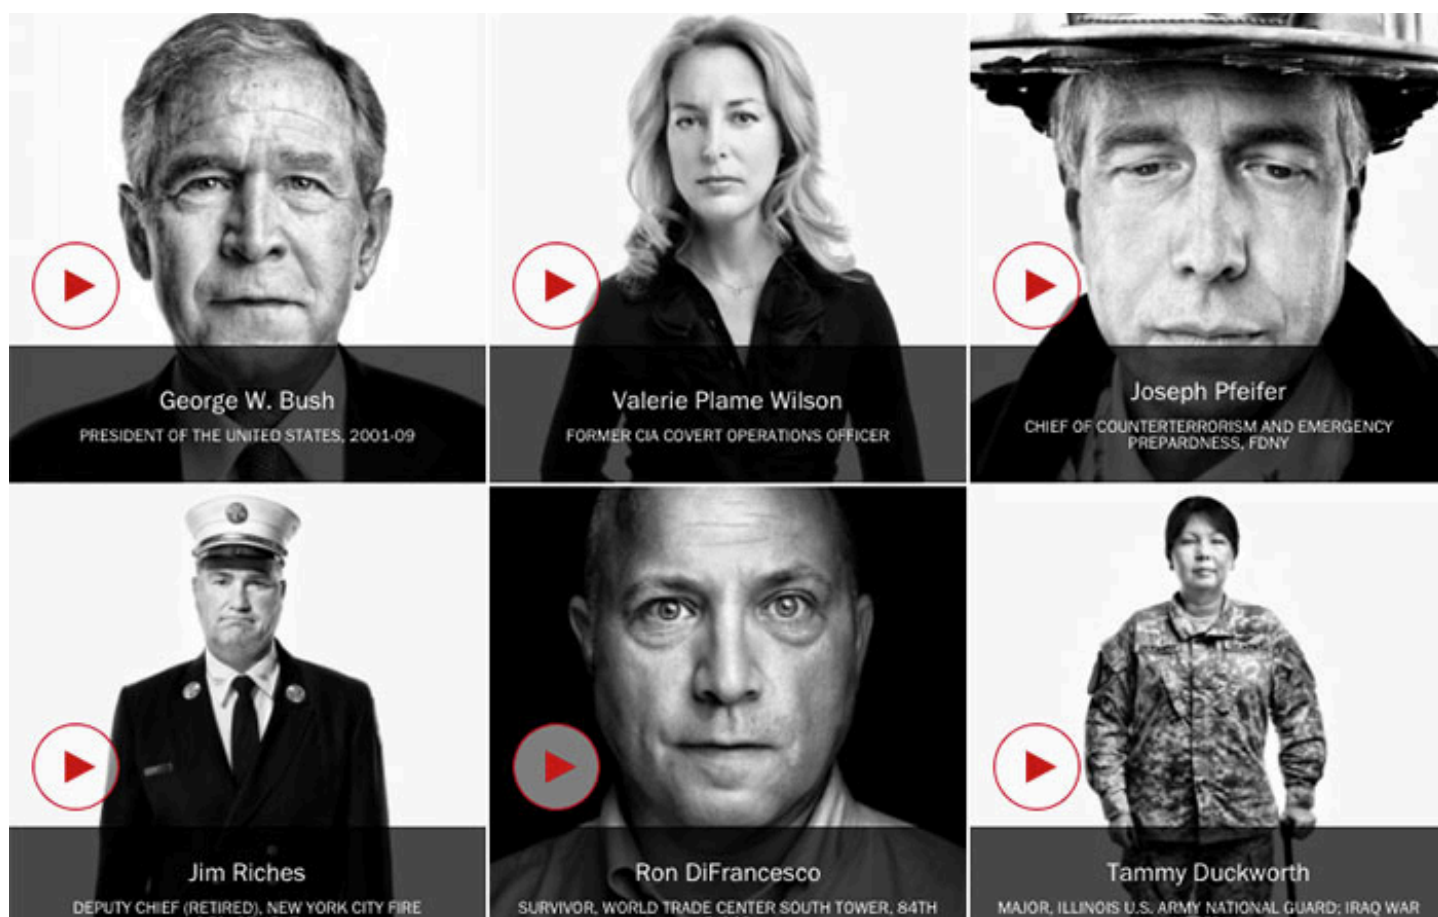 George W. Bush
PRESIDENT OF THE UNITED STATES, 2001-09
Valerie Plame Wilson
FORMER CIA COVERT OPERATIONS OFFICER
Joseph Pfeifer
CHIEF OF COUNTERTERRORISM AND EMERGENCY
PREPARDNESS, FDNY
Jim Riches
DEPUTY CHIEF (RETIRED), NEW YORK CITY FIRE
Ron DiFrancesco
SURVIVOR, WORLD TRADE CENTER SOUTH TOWER, 84TH
Tammy Duckworth
MAJOR, ILLINOIS U.S. ARMY NATIONAL GUARD; IRAQ WAR